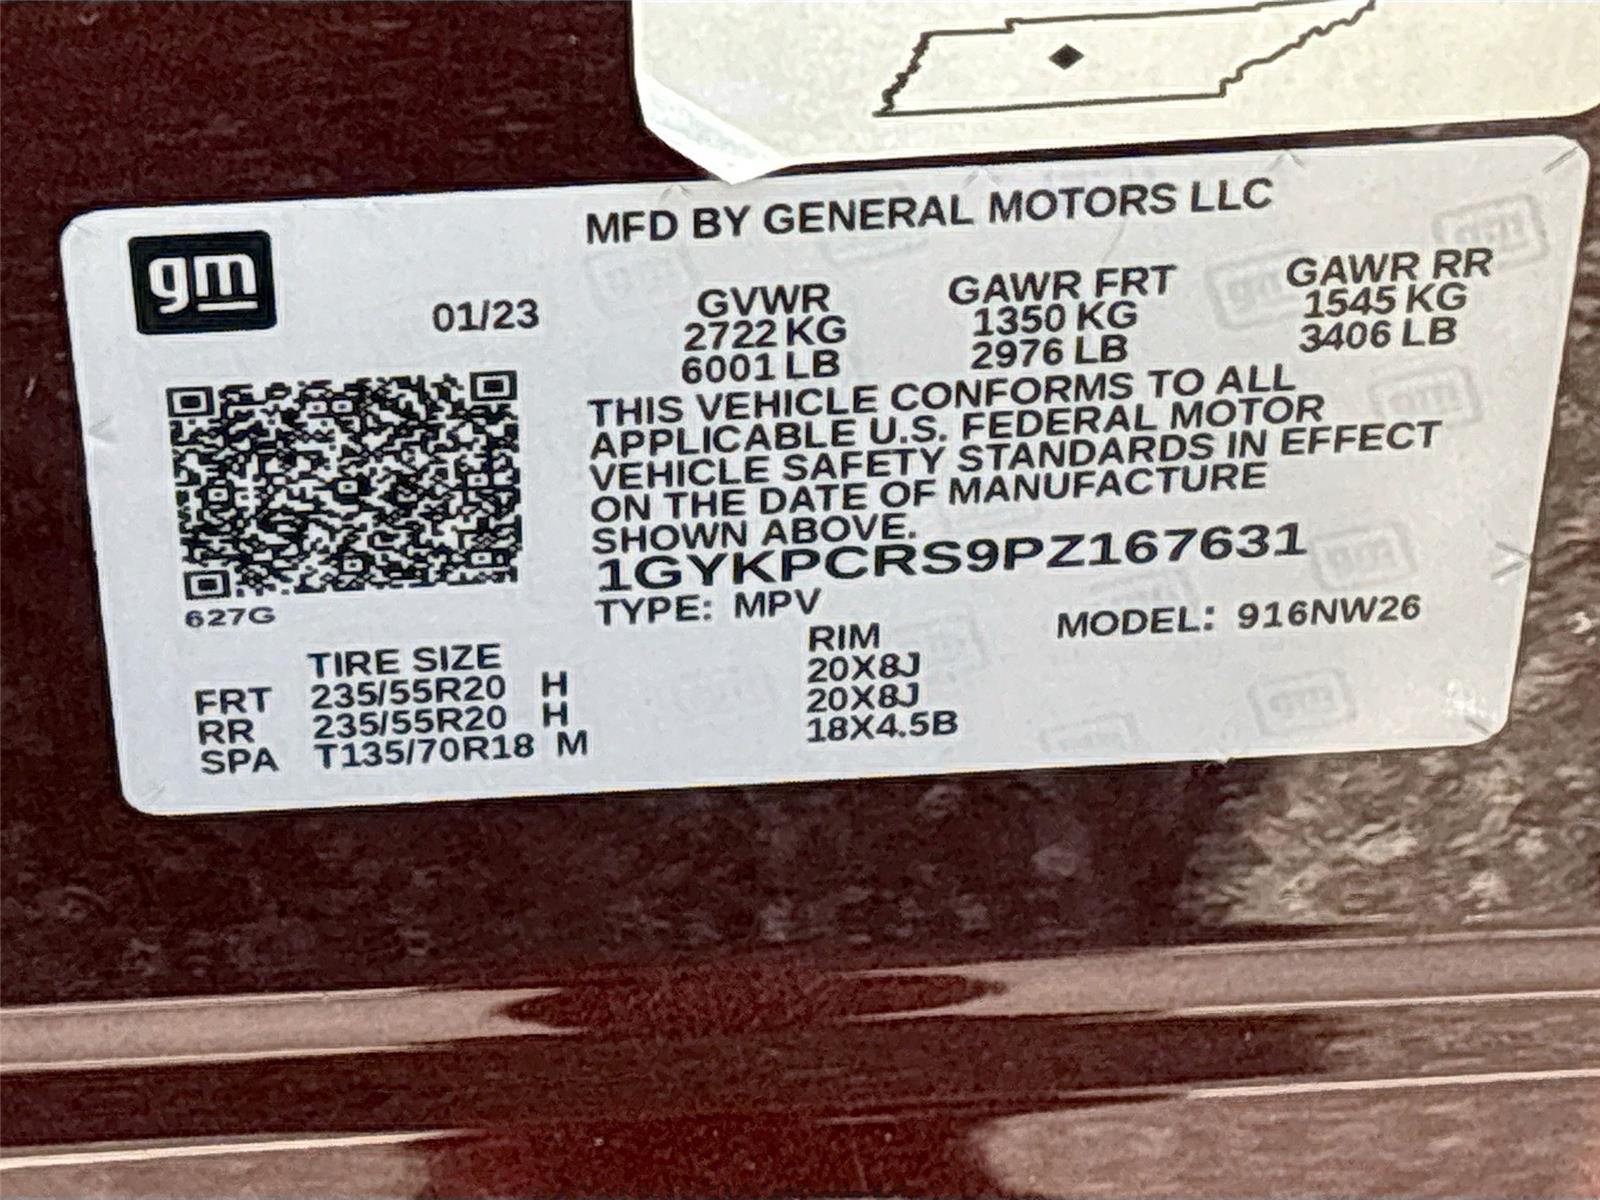 MFD BY GENERAL MOTORS LLC
gm
01/23
GVWR GAWR FRT GAWR RR
2722 KG 1350 KG 1545 KG
6001 LB 2976 LB 3406 LB
THIS VEHICLE CONFORMS TO ALL
APPLICABLE U.S. FEDERAL MOTOR
VEHICLE SAFETY STANDARDS IN EFFECT
ON THE DATE OF MANUFACTURE
SHOWN ABOVE.
1GYKPCRS9PZ167631
627G
TYPE: MPV MODEL: 916NW26
TIRE SIZE RIM
FRT 235/55R20 H 20X8J
RR 235/55R20 H 20X8J
SPA T135/70R18 M 18X4.5B